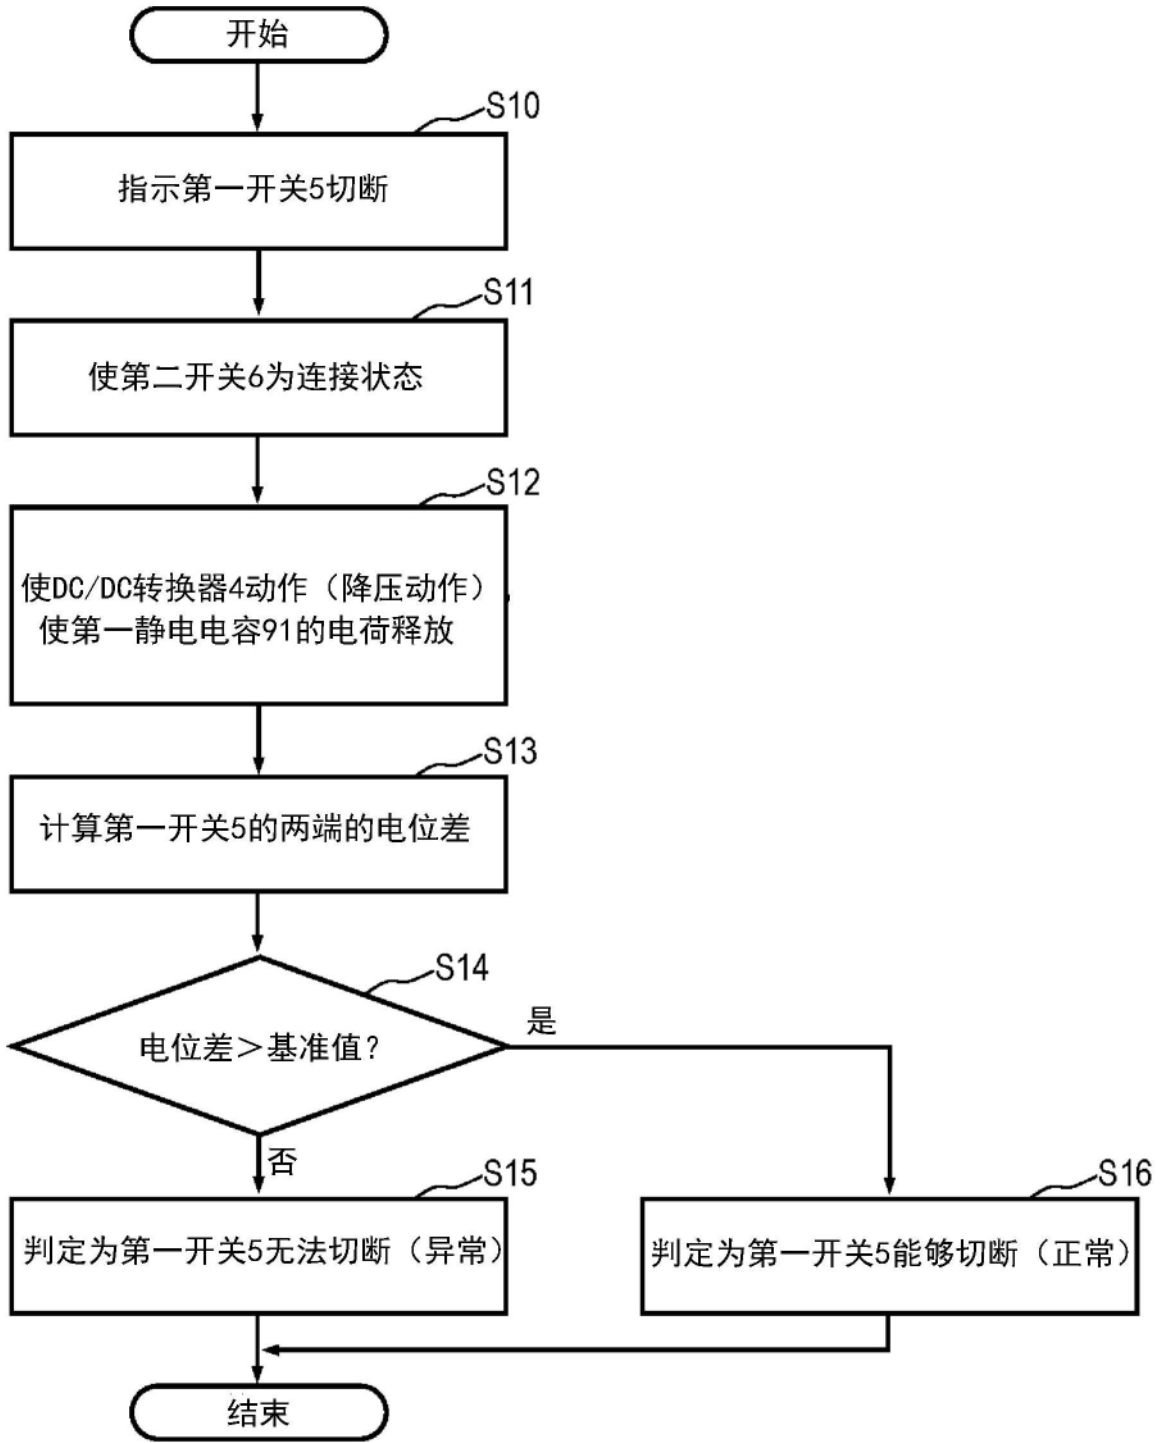 开始
S10
指示第一开关5切断
S11
使第二开关6为连接状态
S12
使DC/DC转换器4动作（降压动作）
使第一静电电容91的电荷释放
S13
计算第一开关5的两端的电位差
S14
电位差＞基准值？
是
否
S15
判定为第一开关5无法切断（异常）
S16
判定为第一开关5能够切断（正常）
结束